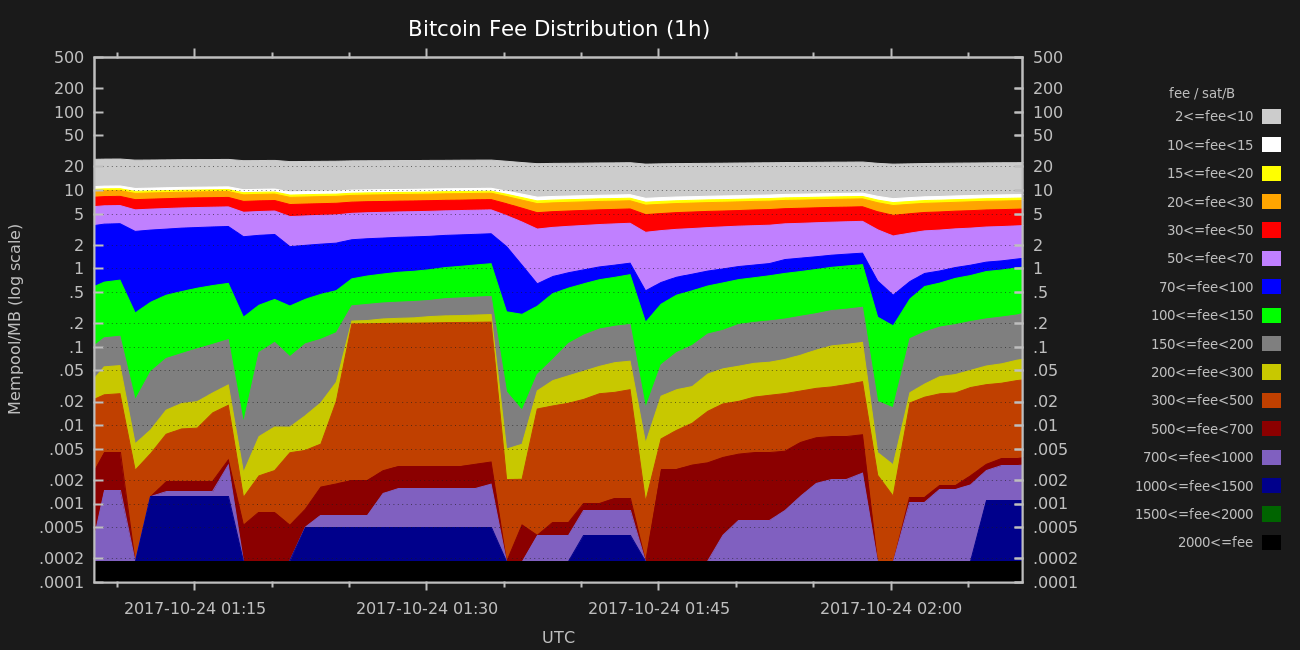 Bitcoin Fee Distribution (1h)
500
200
100
50
20
10
5
2
1
.5
.2
.1
.05
.02
.01
.005
.002
.001
.0005
.0002
.0001
Mempool/MB (log scale)
500
200
100
50
20
10
5
2
1
.5
.2
.1
.05
.02
.01
.005
.002
.001
.0005
.0002
.0001
2017-10-24 01:15
2017-10-24 01:30
2017-10-24 01:45
2017-10-24 02:00
UTC
fee / sat/B
2<=fee<10
10<=fee<15
15<=fee<20
20<=fee<30
30<=fee<50
50<=fee<70
70<=fee<100
100<=fee<150
150<=fee<200
200<=fee<300
300<=fee<500
500<=fee<700
700<=fee<1000
1000<=fee<1500
1500<=fee<2000
2000<=fee